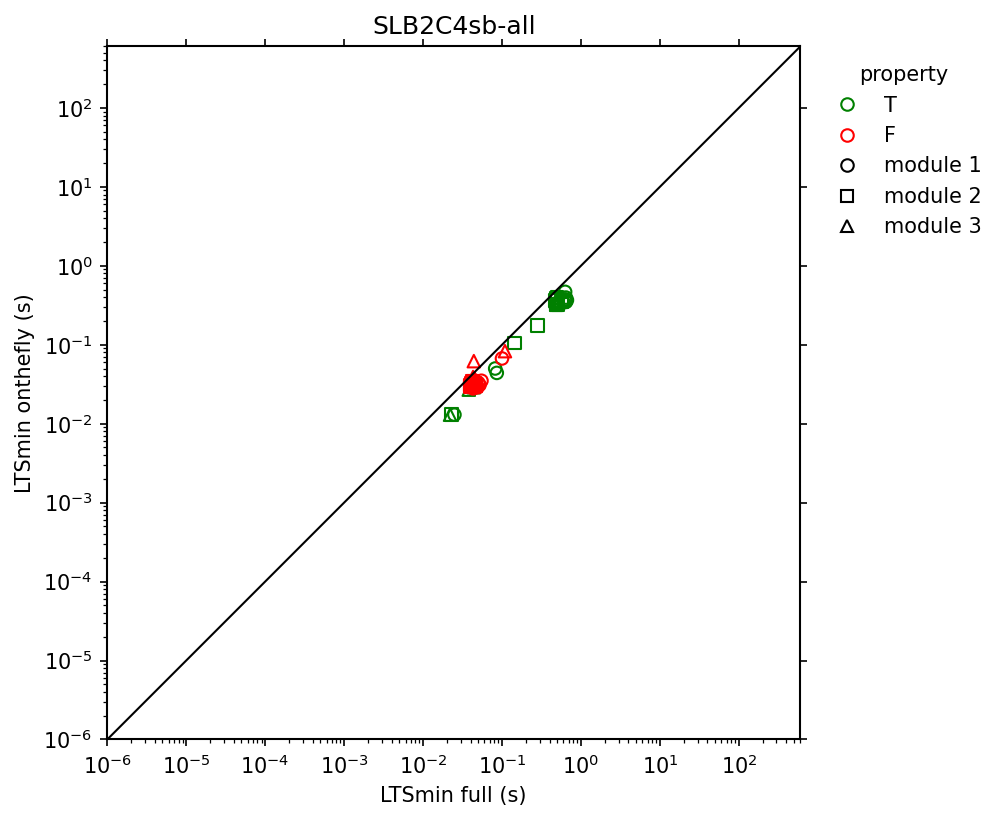 SLB2C4sb-all
property
T
F
module 1
module 2
module 3
LTSmin onthefly (s)
10²
10¹
10⁰
10⁻¹
10⁻²
10⁻³
10⁻⁴
10⁻⁵
10⁻⁶
10⁻⁶ 10⁻⁵ 10⁻⁴ 10⁻³ 10⁻² 10⁻¹ 10⁰ 10¹ 10²
LTSmin full (s)